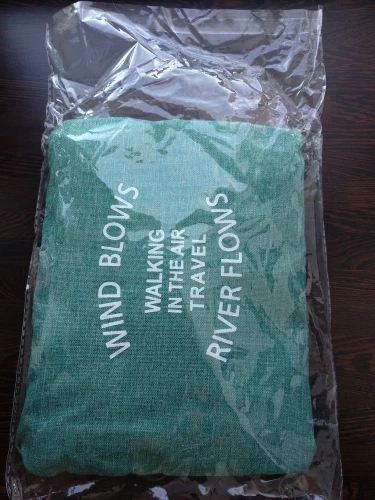 WIND BLOWS
WALKING
IN THE AIR
TRAVEL
RIVER FLOWS